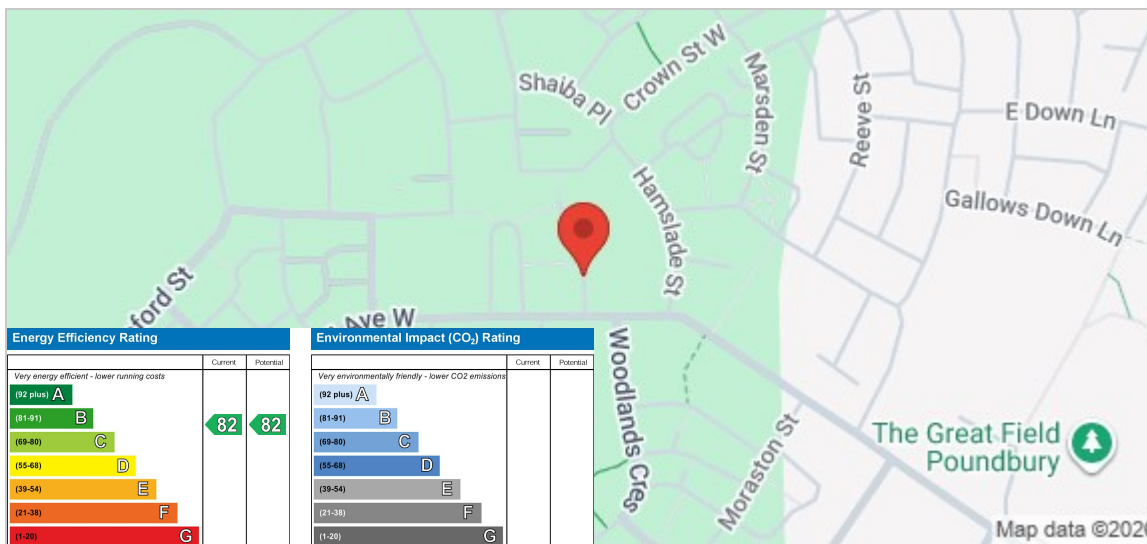 Shaiba Pl
Crown St W
Marsden St
Reeve St
E Down Ln
Hamslade St
Gallows Down Ln
ford St
Ave W
Woodlands Cres
Moraston St
The Great Field
Poundbury
Map data ©2026
Energy Efficiency Rating
Current Potential
Very energy efficient - lower running costs
(92 plus) A
(81-91) B
82 82
(69-80) C
(55-68) D
(39-54) E
(21-38) F
(1-20) G
Environmental Impact (CO2) Rating
Current Potential
Very environmentally friendly - lower CO2 emissions
(92 plus) A
(81-91) B
(69-80) C
(55-68) D
(39-54) E
(21-38) F
(1-20) G